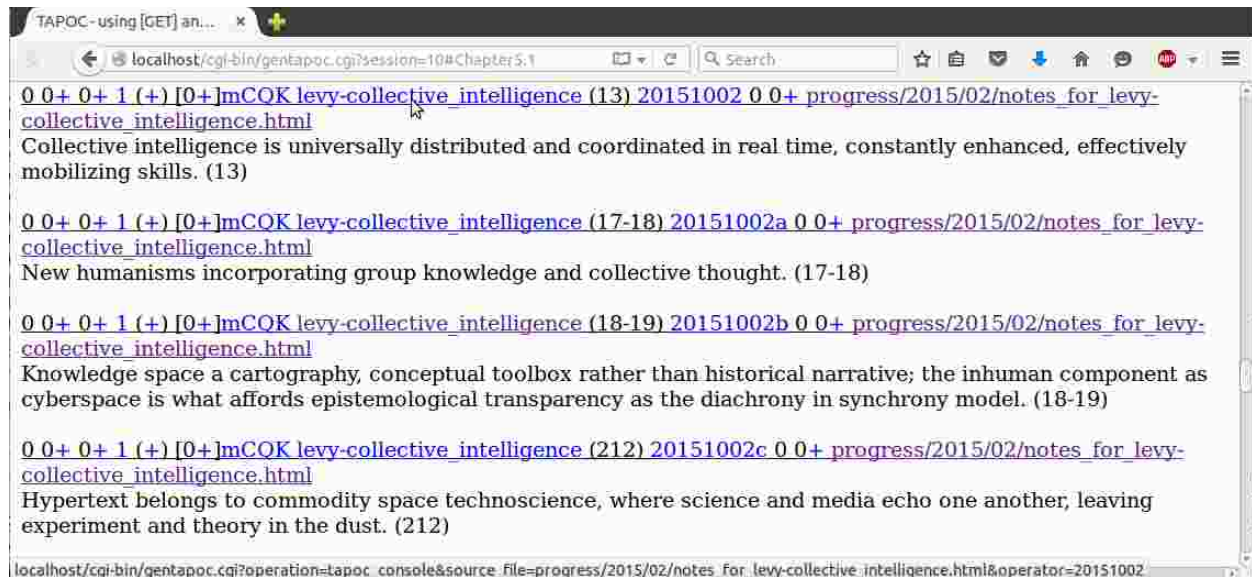 TAPOC - using [GET] an... ×
localhost/cgi-bin/gentapoc.cgi?session=10#Chapter5.1 Search ABP
0 0+ 0+ 1 (+) [0+]mCQK levy-collective_intelligence (13) 20151002 0 0+ progress/2015/02/notes_for_levy-
collective_intelligence.html
Collective intelligence is universally distributed and coordinated in real time, constantly enhanced, effectively
mobilizing skills. (13)
0 0+ 0+ 1 (+) [0+]mCQK levy-collective_intelligence (17-18) 20151002a 0 0+ progress/2015/02/notes_for_levy-
collective_intelligence.html
New humanisms incorporating group knowledge and collective thought. (17-18)
0 0+ 0+ 1 (+) [0+]mCQK levy-collective_intelligence (18-19) 20151002b 0 0+ progress/2015/02/notes_for_levy-
collective_intelligence.html
Knowledge space a cartography, conceptual toolbox rather than historical narrative; the inhuman component as
cyberspace is what affords epistemological transparency as the diachrony in synchrony model. (18-19)
0 0+ 0+ 1 (+) [0+]mCQK levy-collective_intelligence (212) 20151002c 0 0+ progress/2015/02/notes_for_levy-
collective_intelligence.html
Hypertext belongs to commodity space technoscience, where science and media echo one another, leaving
experiment and theory in the dust. (212)
localhost/cgi-bin/gentapoc.cgi?operation=tapoc_console&source_file=progress/2015/02/notes_for_levy-collective_intelligence.html&operator=20151002